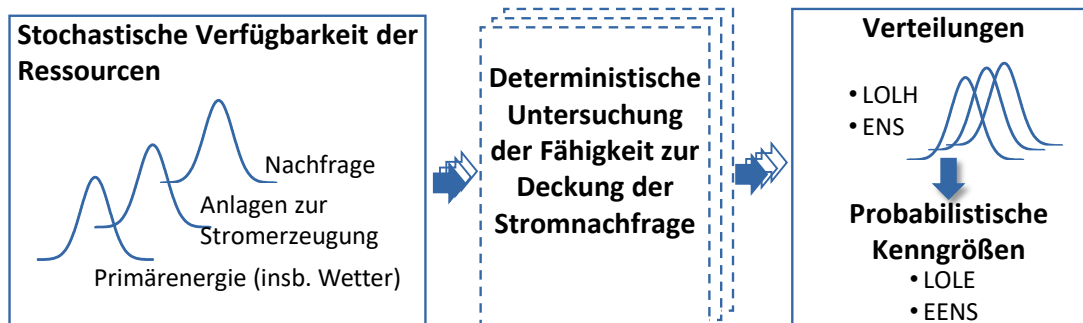 Stochastische Verfügbarkeit der
Ressourcen
Nachfrage
Anlagen zur
Stromerzeugung
Primärenergie (insb. Wetter)
Deterministische
Untersuchung
der Fähigkeit zur
Deckung der
Stromnachfrage
Verteilungen
• LOLH
• ENS
Probabilistische
Kenngrößen
• LOLE
• EENS